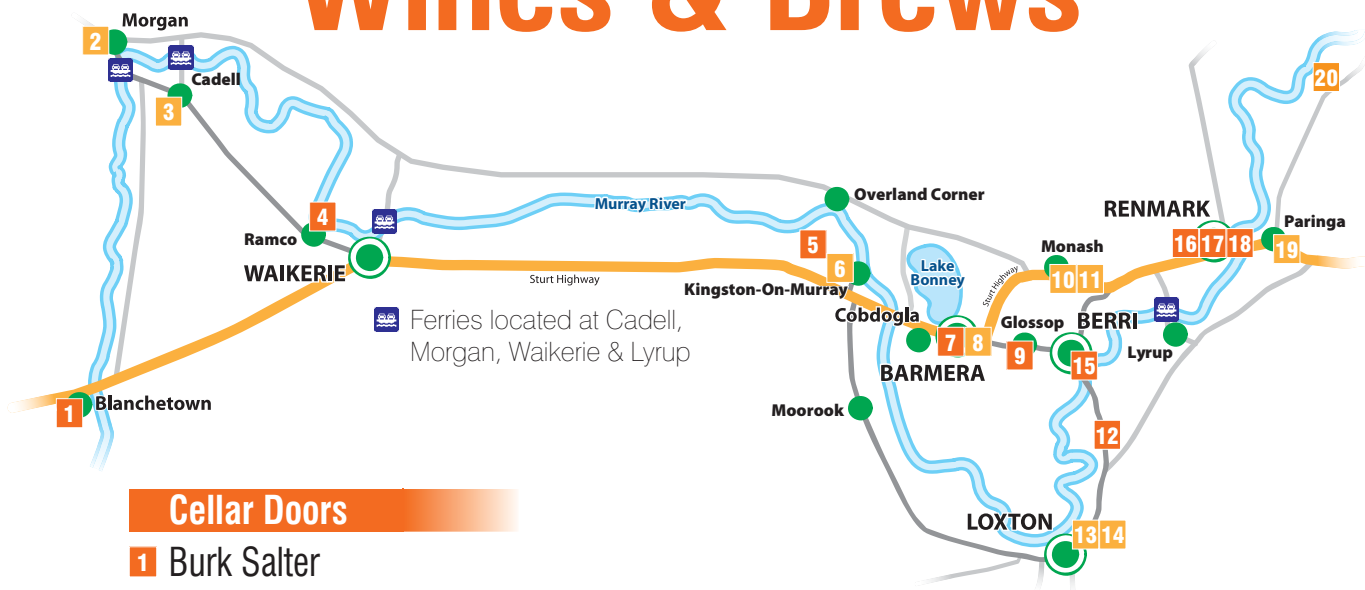 Wines & Brews
Morgan
2
Cadell
3
20
4
Ramco
WAIKERIE
Murray River
Overland Corner
5
6
Kingston-On-Murray
Sturt Highway
Lake
Bonney
Sturt Highway
Monash
10 11
RENMARK
16 17 18
Paringa
19
Cobdogla
7 8
BARMERA
Glossop
9
BERRI
15
Lyrup
Ferries located at Cadell,
Morgan, Waikerie & Lyrup
1
Blanchetown
Moorook
12
LOXTON
13 14
Cellar Doors
1 Burk Salter